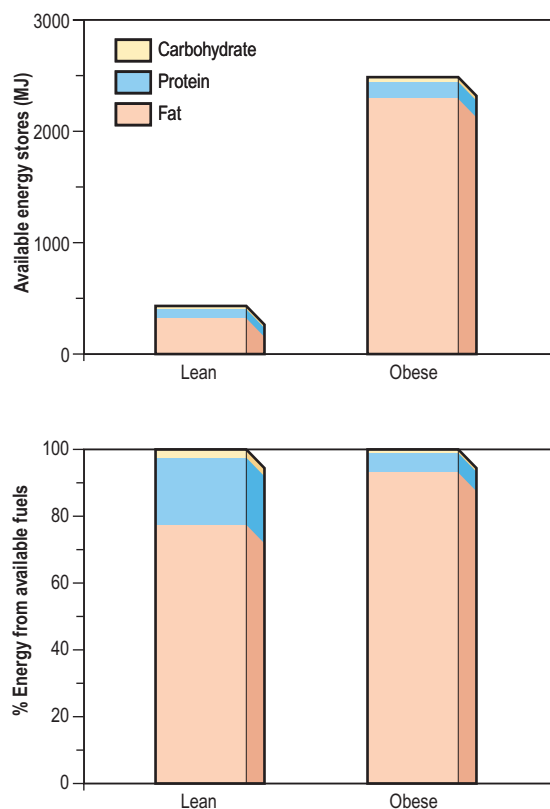 Available energy stores (MJ)
3000
2000
1000
0
Carbohydrate
Protein
Fat
Lean
Obese
% Energy from available fuels
100
80
60
40
20
0
Lean
Obese